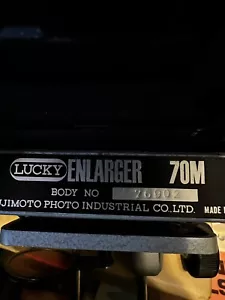 LUCKY ENLARGER 70M
BODY NO
UJIMOTO PHOTO INDUSTRIAL CO.,LTD. MADE